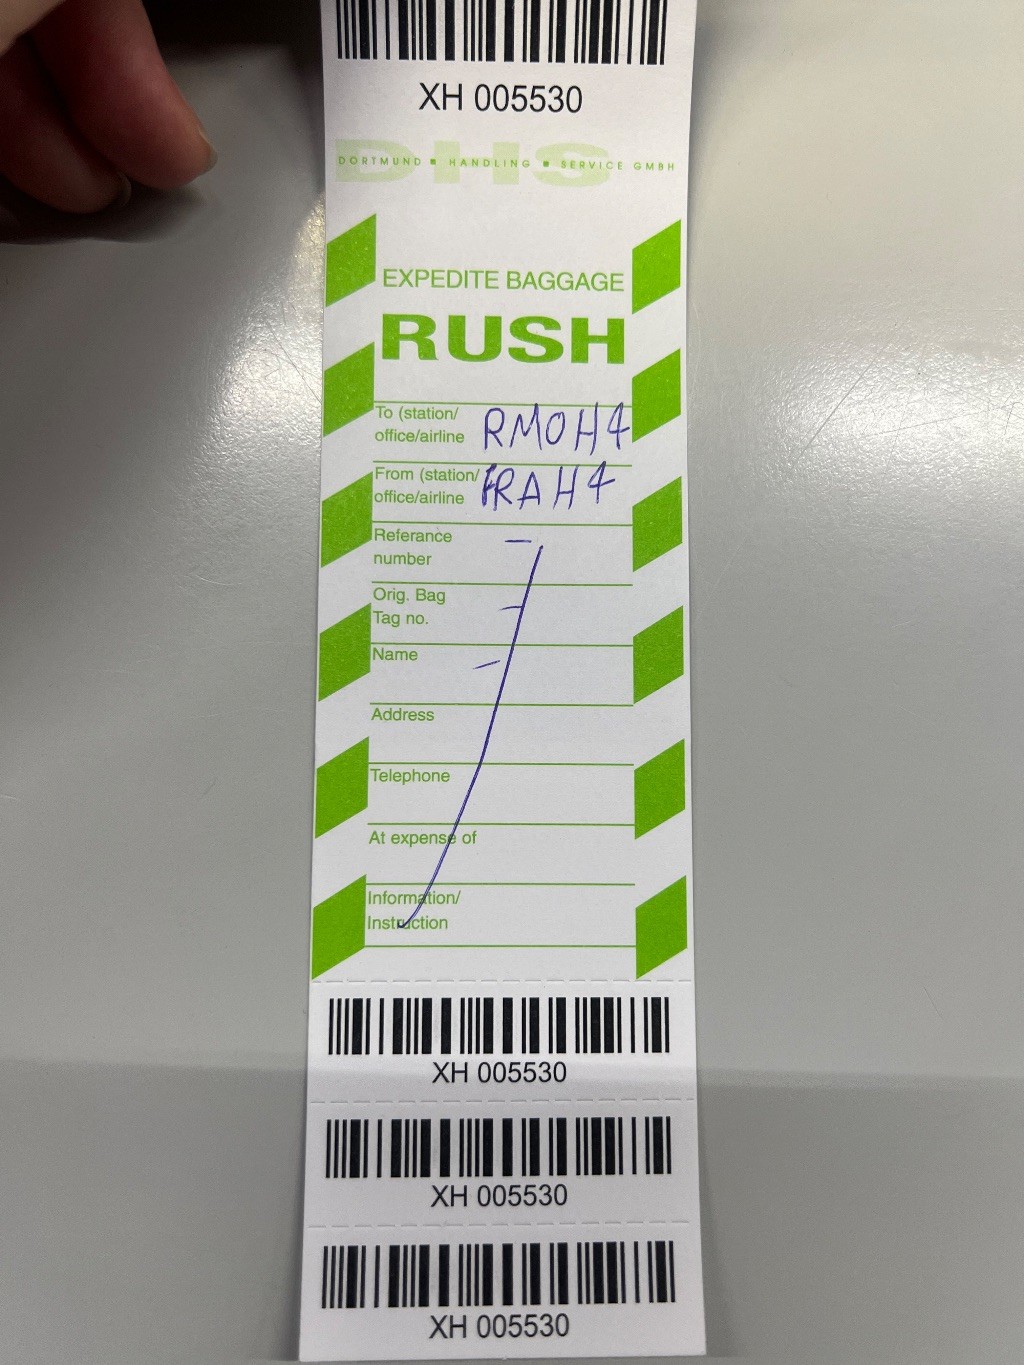 XH 005530
DHS
DORTMUND ■ HANDLING ■ SERVICE GMBH
EXPEDITE BAGGAGE
RUSH
To (station/
office/airline RMOH4
From (station/
office/airline FRAH4
Referance
number
Orig. Bag
Tag no.
Name
Address
Telephone
At expense of
Information/
Instruction
XH 005530
XH 005530
XH 005530